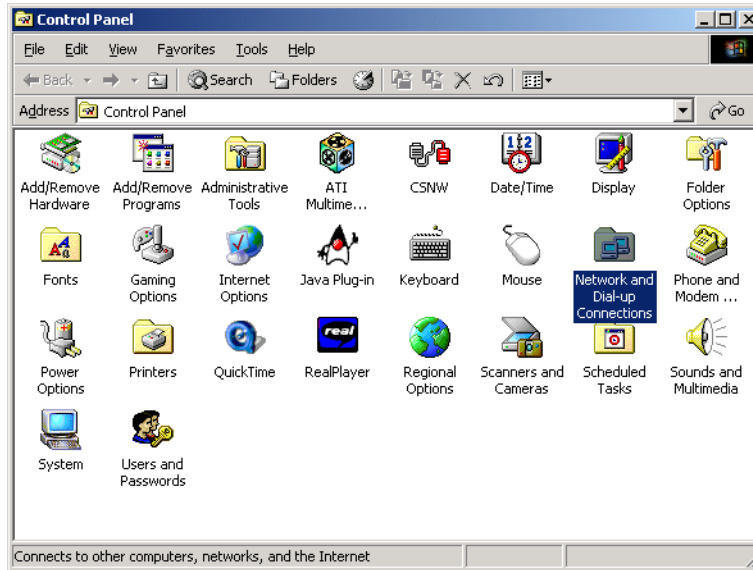 Control Panel
File Edit View Favorites Tools Help
Back Search Folders
Address Control Panel Go
Add/Remove Hardware
Add/Remove Programs
Administrative Tools
ATI Multime...
CSNW
Date/Time
Display
Folder Options
Fonts
Gaming Options
Internet Options
Java Plug-in
Keyboard
Mouse
Network and Dial-up Connections
Phone and Modem ...
Power Options
Printers
QuickTime
real
RealPlayer
Regional Options
Scanners and Cameras
Scheduled Tasks
Sounds and Multimedia
System
Users and Passwords
Connects to other computers, networks, and the Internet